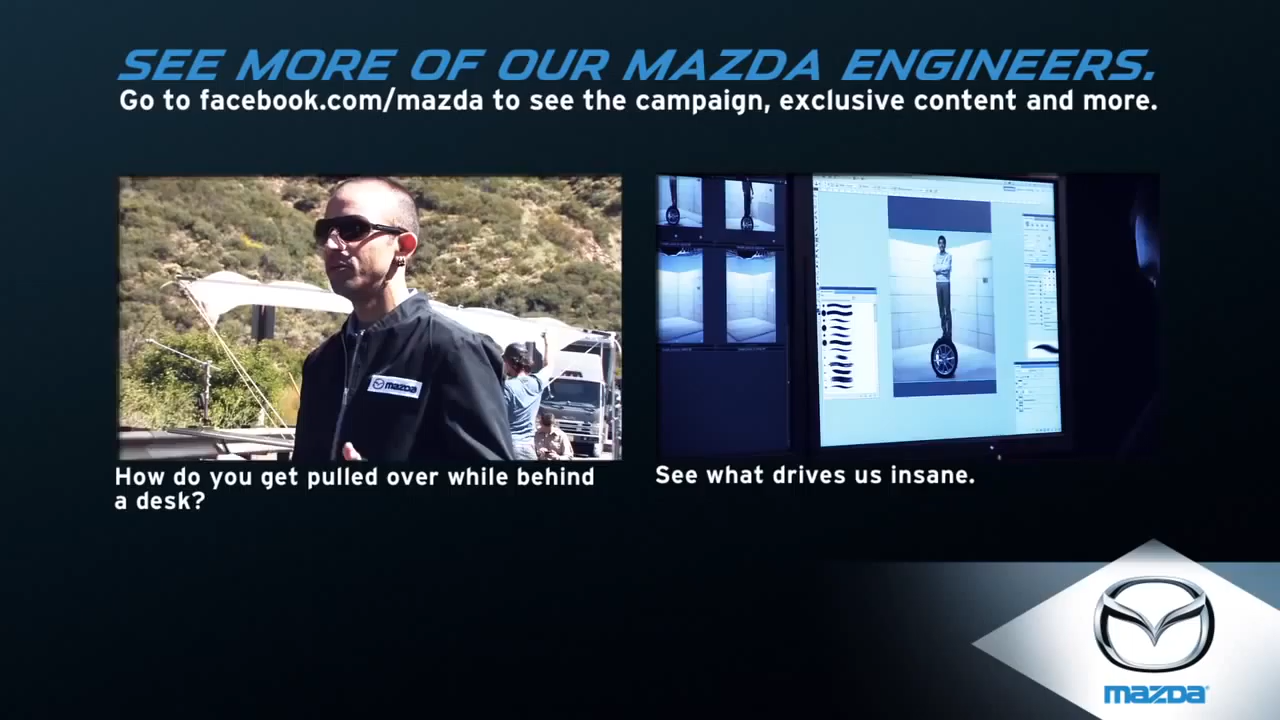 SEE MORE OF OUR MAZDA ENGINEERS.
Go to facebook.com/mazda to see the campaign, exclusive content and more.
mazda
How do you get pulled over while behind
a desk?
See what drives us insane.
mazda